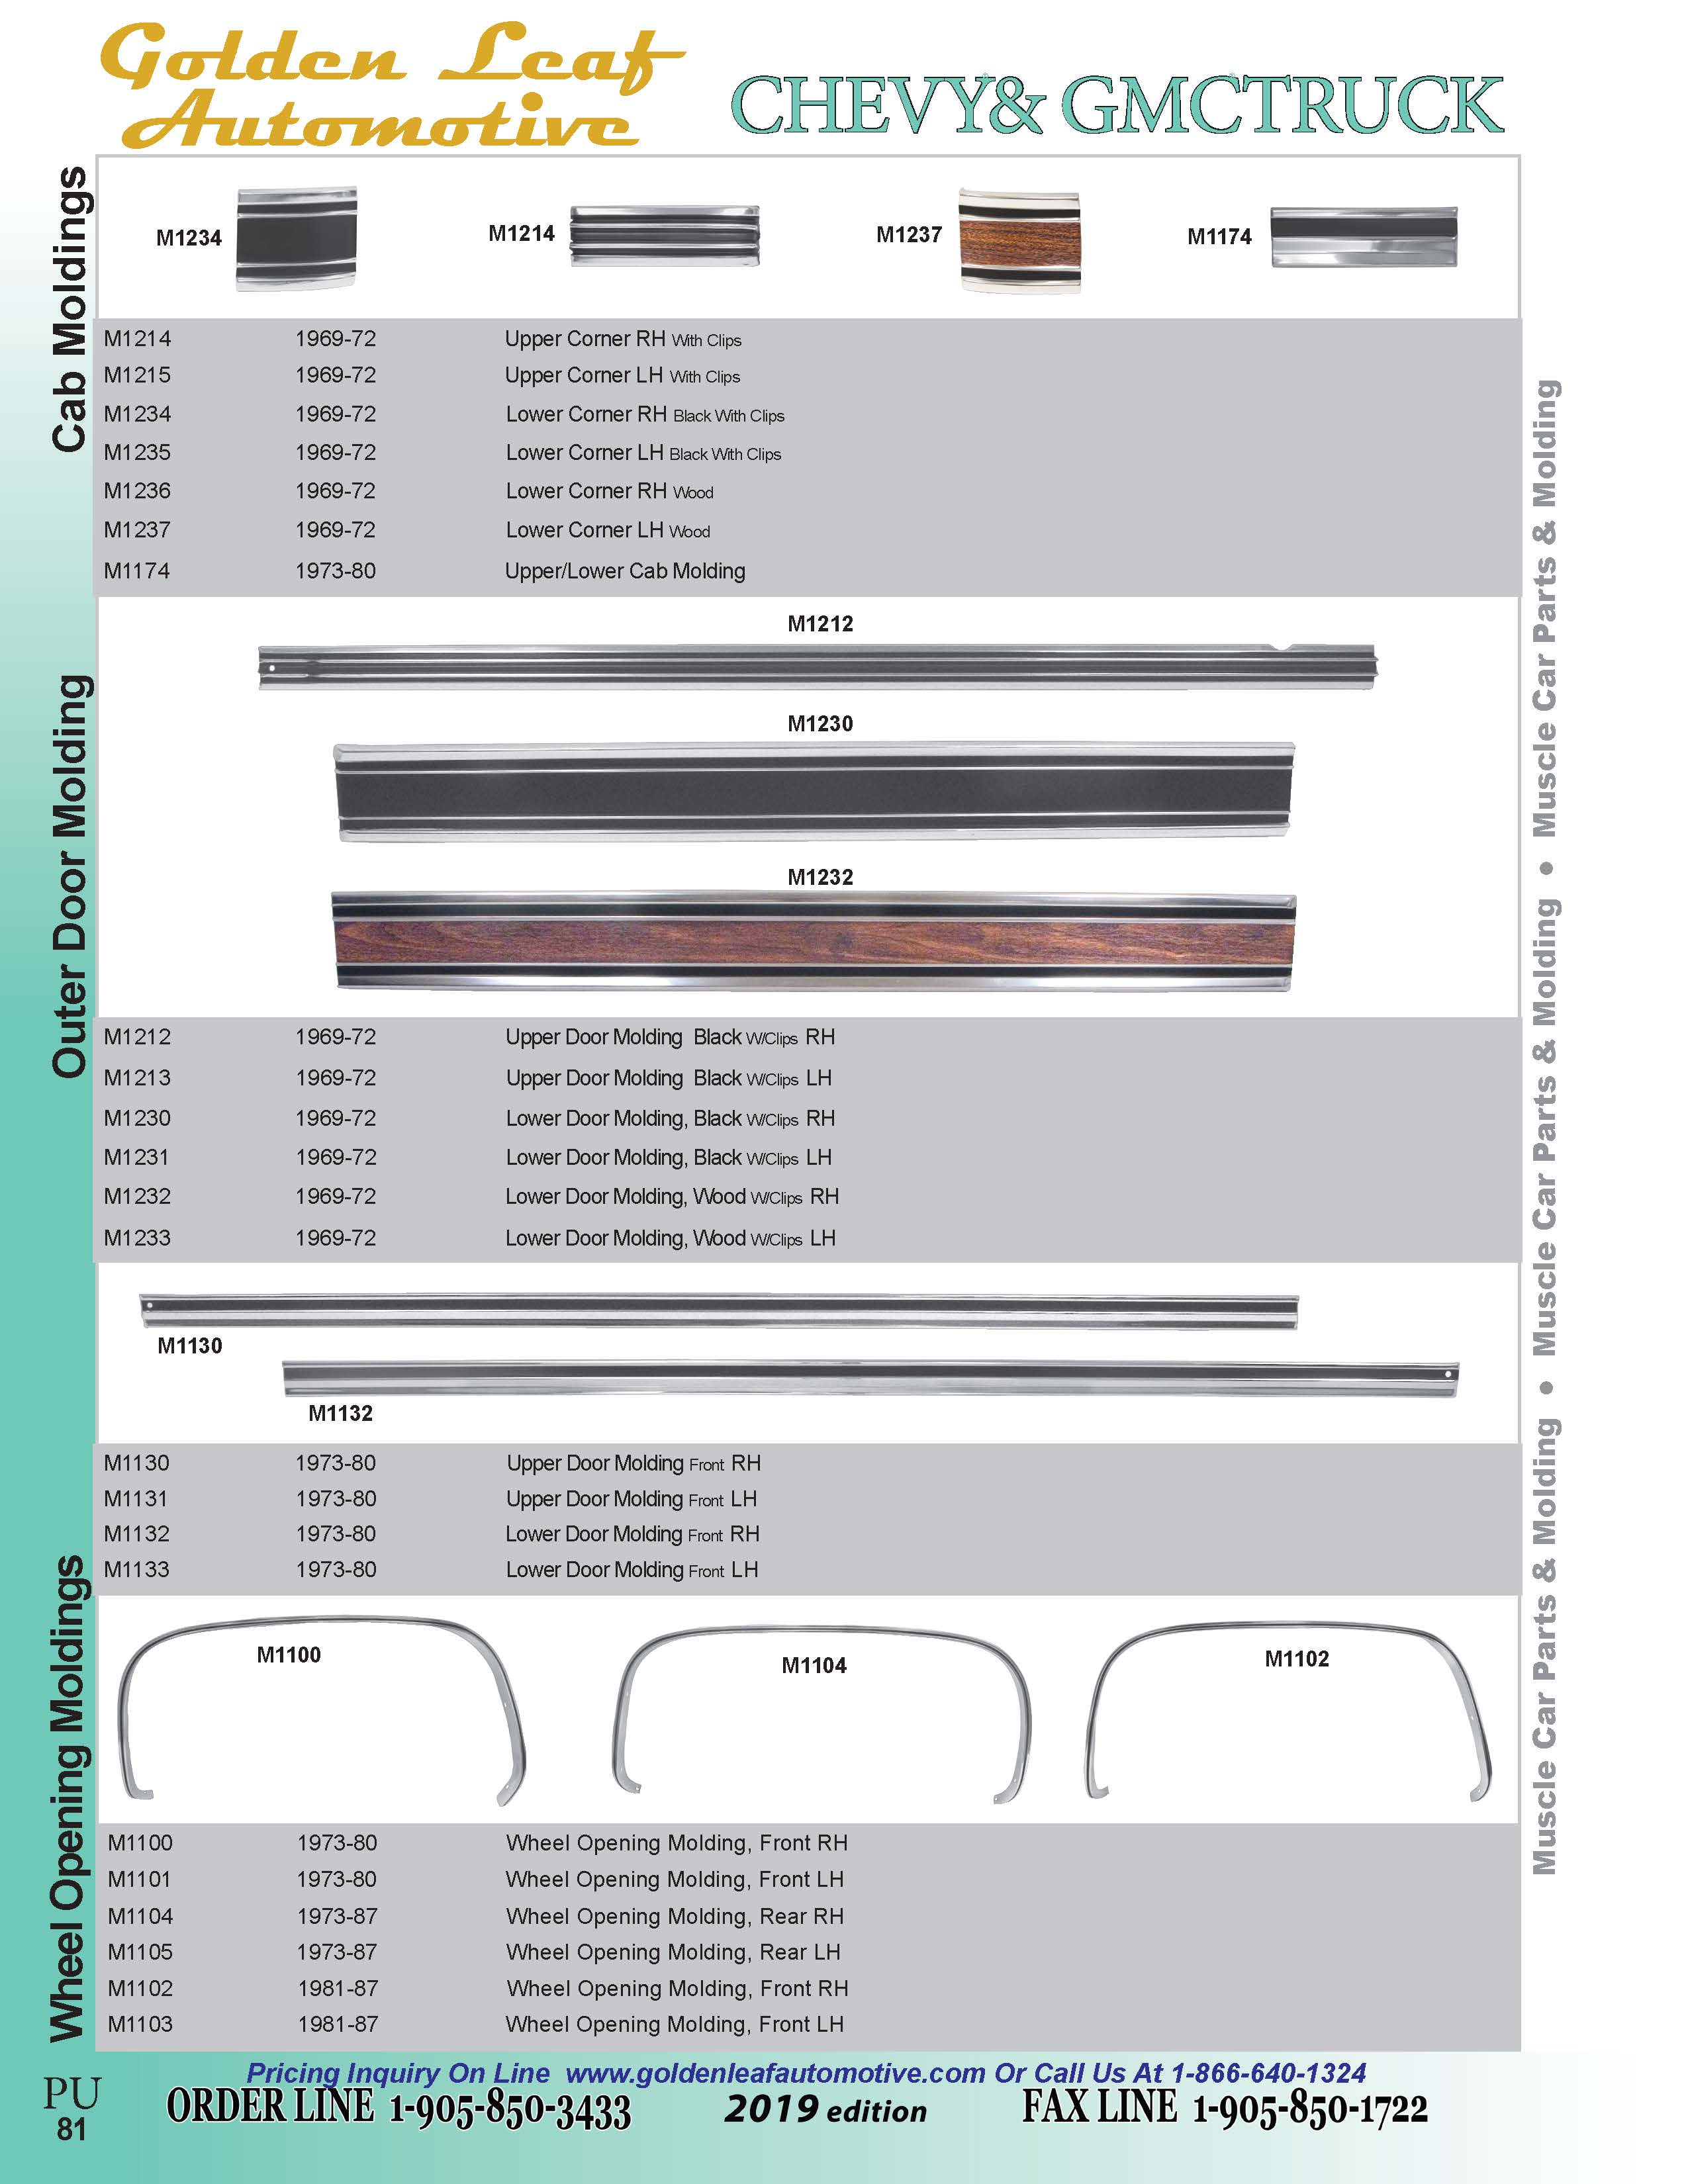 Golden Leaf
Automotive
CHEVY& GMCTRUCK
Cab Moldings
M1234
M1214
M1237
M1174
M1214 1969-72 Upper Corner RH With Clips
M1215 1969-72 Upper Corner LH With Clips
M1234 1969-72 Lower Corner RH Black With Clips
M1235 1969-72 Lower Corner LH Black With Clips
M1236 1969-72 Lower Corner RH Wood
M1237 1969-72 Lower Corner LH Wood
M1174 1973-80 Upper/Lower Cab Molding
Outer Door Molding
M1212
M1230
M1232
M1212 1969-72 Upper Door Molding Black W/Clips RH
M1213 1969-72 Upper Door Molding Black W/Clips LH
M1230 1969-72 Lower Door Molding, Black W/Clips RH
M1231 1969-72 Lower Door Molding, Black W/Clips LH
M1232 1969-72 Lower Door Molding, Wood W/Clips RH
M1233 1969-72 Lower Door Molding, Wood W/Clips LH
M1130
M1132
M1130 1973-80 Upper Door Molding Front RH
M1131 1973-80 Upper Door Molding Front LH
M1132 1973-80 Lower Door Molding Front RH
M1133 1973-80 Lower Door Molding Front LH
Wheel Opening Moldings
M1100
M1104
M1102
M1100 1973-80 Wheel Opening Molding, Front RH
M1101 1973-80 Wheel Opening Molding, Front LH
M1104 1973-87 Wheel Opening Molding, Rear RH
M1105 1973-87 Wheel Opening Molding, Rear LH
M1102 1981-87 Wheel Opening Molding, Front RH
M1103 1981-87 Wheel Opening Molding, Front LH
Muscle Car Parts & Molding • Muscle Car Parts & Molding • Muscle Car Parts & Molding
Pricing Inquiry On Line www.goldenleafautomotive.com Or Call Us At 1-866-640-1324
PU
81
ORDER LINE 1-905-850-3433
2019 edition
FAX LINE 1-905-850-1722